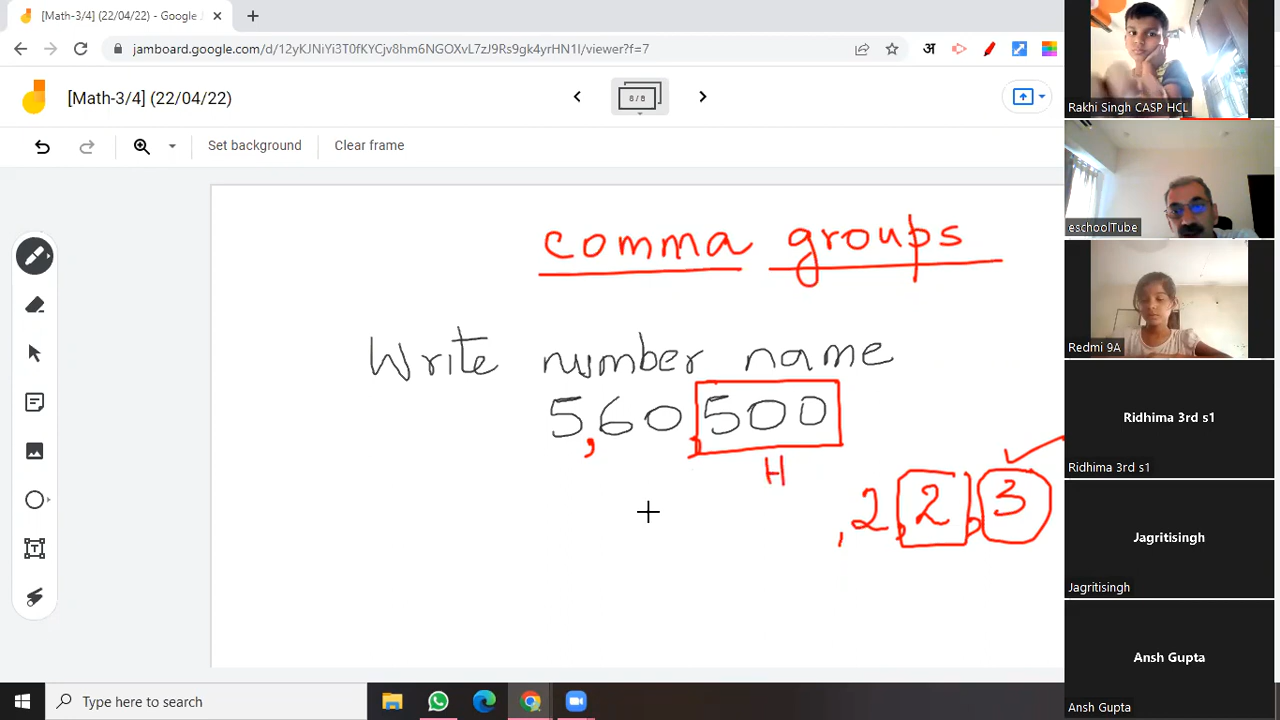 [Math-3/4] (22/04/22) - Google
jamboard.google.com/d/12yKJNiYi3T0fKYCjv8hm6NGOXvL7zJ9Rs9gk4yrHN1I/viewer?f=7
अ
[Math-3/4] (22/04/22)
8/8
Set background
Clear frame
comma groups
Write number name
5,60,500
H
,2,2,3
Rakhi Singh CASP HCL
eschoolTube
Redmi 9A
Ridhima 3rd s1
Ridhima 3rd s1
Jagritisingh
Jagritisingh
Ansh Gupta
Ansh Gupta
Type here to search